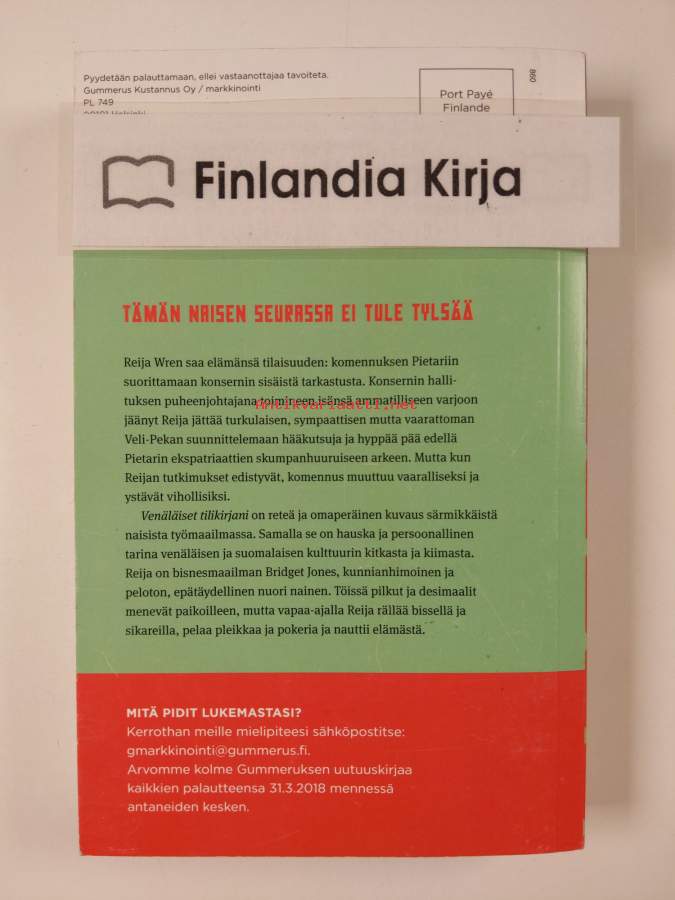 Pyydetään palauttamaan, ellei vastaanottajaa tavoiteta.
Gummerus Kustannus Oy / markkinointi
PL 749
860
Port Payé
Finlande
Finlandia Kirja
TÄMÄN NAISEN SEURASSA EI TULE TYLSÄÄ
Reija Wren saa elämänsä tilaisuuden: komennuksen Pietariin
suorittamaan konsernin sisäistä tarkastusta. Konsernin halli-
tuksen puheenjohtajana toimineen isänsä ammatilliseen varjoon
Antikvariaatti.net
jäänyt Reija jättää turkulaisen, sympaattisen mutta vaarattoman
Veli-Pekan suunnittelemaan hääkutsuja ja hyppää pää edellä
Pietarin ekspatriaattien skumpanhuuruiseen arkeen. Mutta kun
Reijan tutkimukset edistyvät, komennus muuttuu vaaralliseksi ja
ystävät vihollisiksi.
Venäläiset tilikirjani on reteä ja omaperäinen kuvaus särmikkäistä
naisista työmaailmassa. Samalla se on hauska ja persoonallinen
tarina venäläisen ja suomalaisen kulttuurin kitkasta ja kiimasta.
Reija on bisnesmaailman Bridget Jones, kunnianhimoinen ja
peloton, epätäydellinen nuori nainen. Töissä pilkut ja desimaalit
menevät paikoilleen, mutta vapaa-ajalla Reija rällää bissellä ja
sikareilla, pelaa pleikkaa ja pokeria ja nauttii elämästä.
MITÄ PIDIT LUKEMASTASI?
Kerrothan meille mielipiteesi sähköpostitse:
gmarkkinointi@gummerus.fi.
Arvomme kolme Gummeruksen uutuuskirjaa
kaikkien palautteensa 31.3.2018 mennessä
antaneiden kesken.